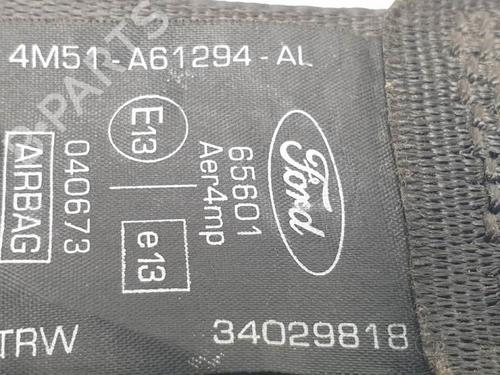 4M51-A61294-AL
E13
65601
Aer4mp
Ford
AIRBAG
040673
e13
TRW
34029818